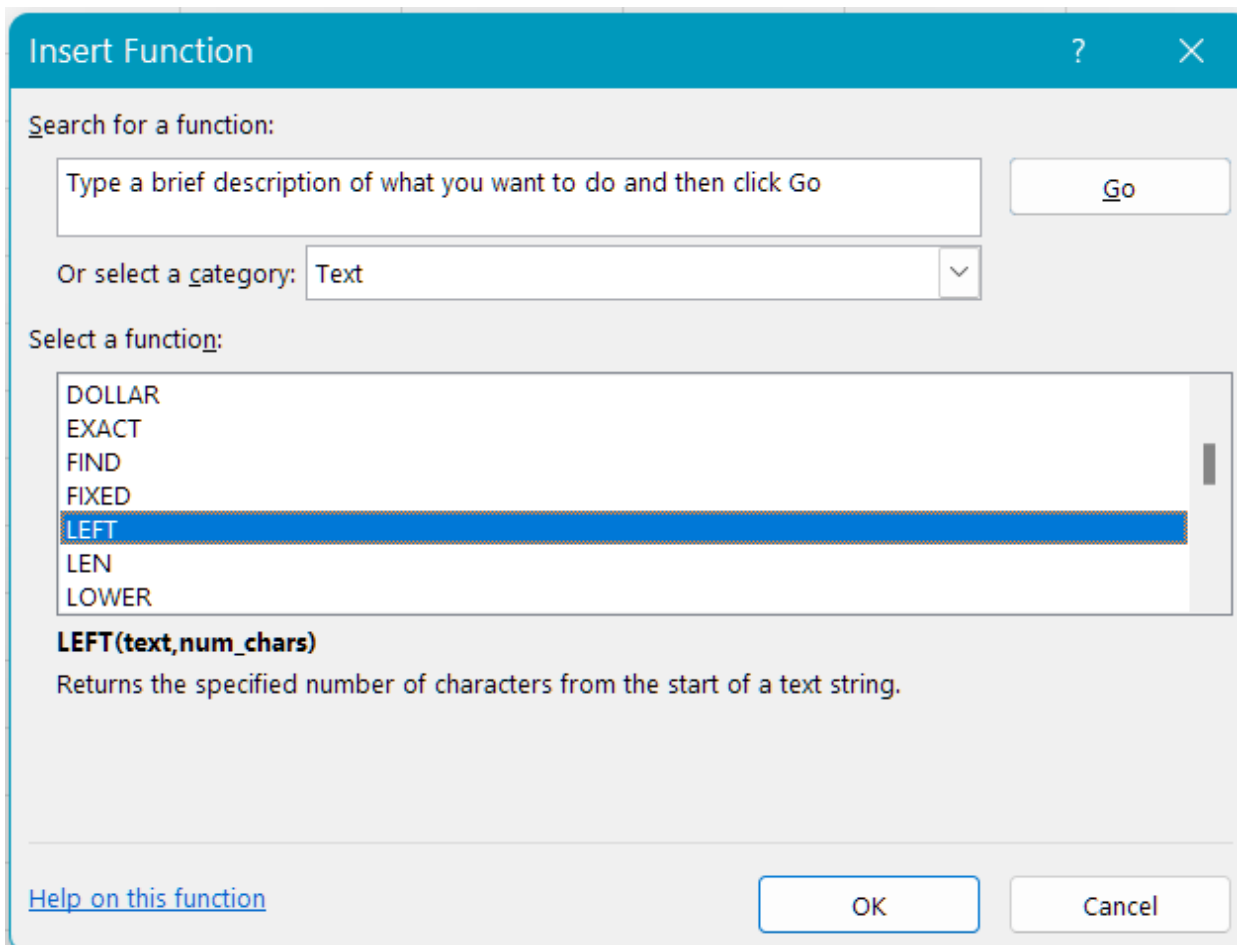 Insert Function
?
Search for a function:
Type a brief description of what you want to do and then click Go
Go
Or select a category: Text
Select a function:
DOLLAR
EXACT
FIND
FIXED
LEFT
LEN
LOWER
LEFT(text,num_chars)
Returns the specified number of characters from the start of a text string.
Help on this function
OK
Cancel